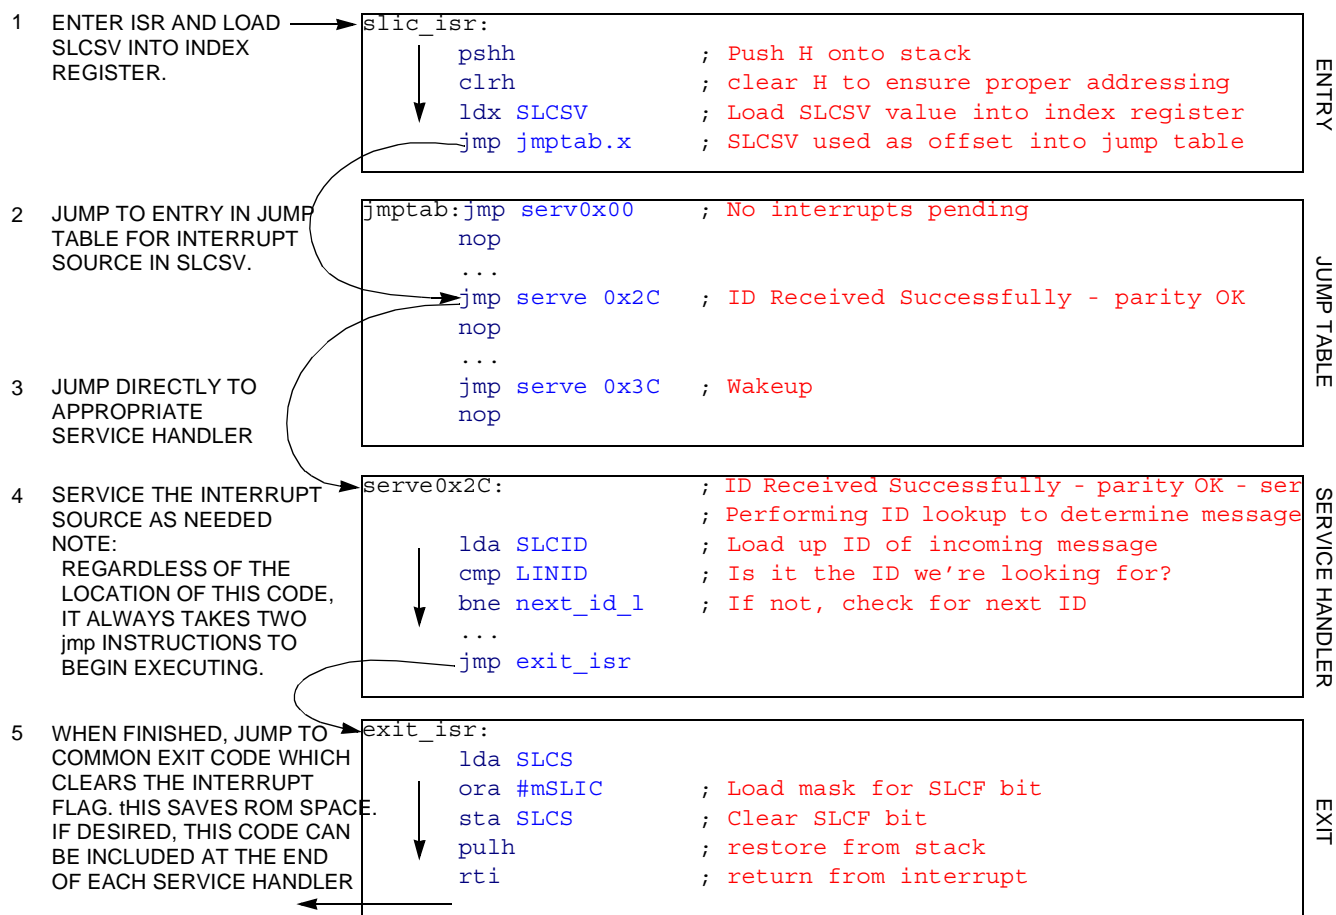 1 ENTER ISR AND LOAD
SLCSV INTO INDEX
REGISTER.
slic_isr:
pshh ; Push H onto stack
clrh ; clear H to ensure proper addressing
ldx SLCSV ; Load SLCSV value into index register
jmp jmptab.x ; SLCSV used as offset into jump table
ENTRY
2 JUMP TO ENTRY IN JUMP
TABLE FOR INTERRUPT
SOURCE IN SLCSV.
jmptab:jmp serv0x00 ; No interrupts pending
nop
...
jmp serve 0x2C ; ID Received Successfully - parity OK
nop
...
jmp serve 0x3C ; Wakeup
nop
JUMP TABLE
3 JUMP DIRECTLY TO
APPROPRIATE
SERVICE HANDLER
4 SERVICE THE INTERRUPT
SOURCE AS NEEDED
NOTE:
REGARDLESS OF THE
LOCATION OF THIS CODE,
IT ALWAYS TAKES TWO
jmp INSTRUCTIONS TO
BEGIN EXECUTING.
serve0x2C: ; ID Received Successfully - parity OK - ser
; Performing ID lookup to determine message
lda SLCID ; Load up ID of incoming message
cmp LINID ; Is it the ID we're looking for?
bne next_id_l ; If not, check for next ID
...
jmp exit_isr
SERVICE HANDLER
5 WHEN FINISHED, JUMP TO
COMMON EXIT CODE WHICH
CLEARS THE INTERRUPT
FLAG. tHIS SAVES ROM SPACE.
IF DESIRED, THIS CODE CAN
BE INCLUDED AT THE END
OF EACH SERVICE HANDLER
exit_isr:
lda SLCS
ora #mSLIC ; Load mask for SLCF bit
sta SLCS ; Clear SLCF bit
pulh ; restore from stack
rti ; return from interrupt
EXIT